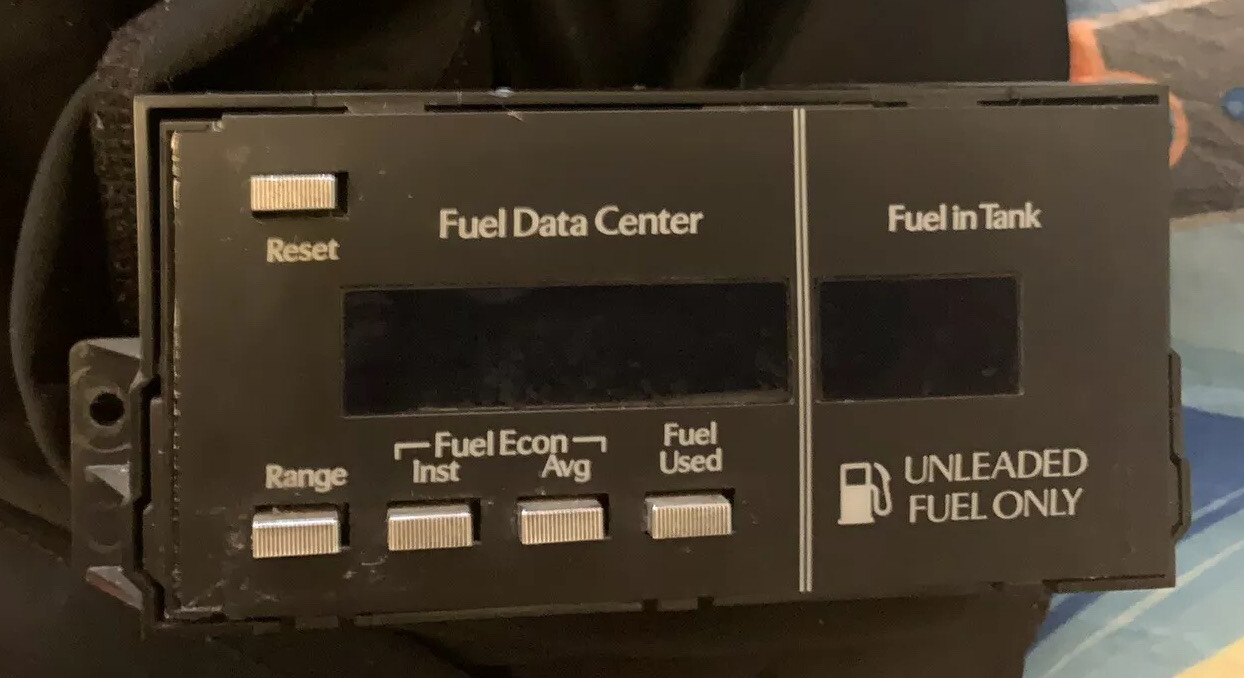 Reset
Fuel Data Center
Fuel in Tank
Range
Fuel Econ
Inst
Avg
Fuel
Used
UNLEADED
FUEL ONLY